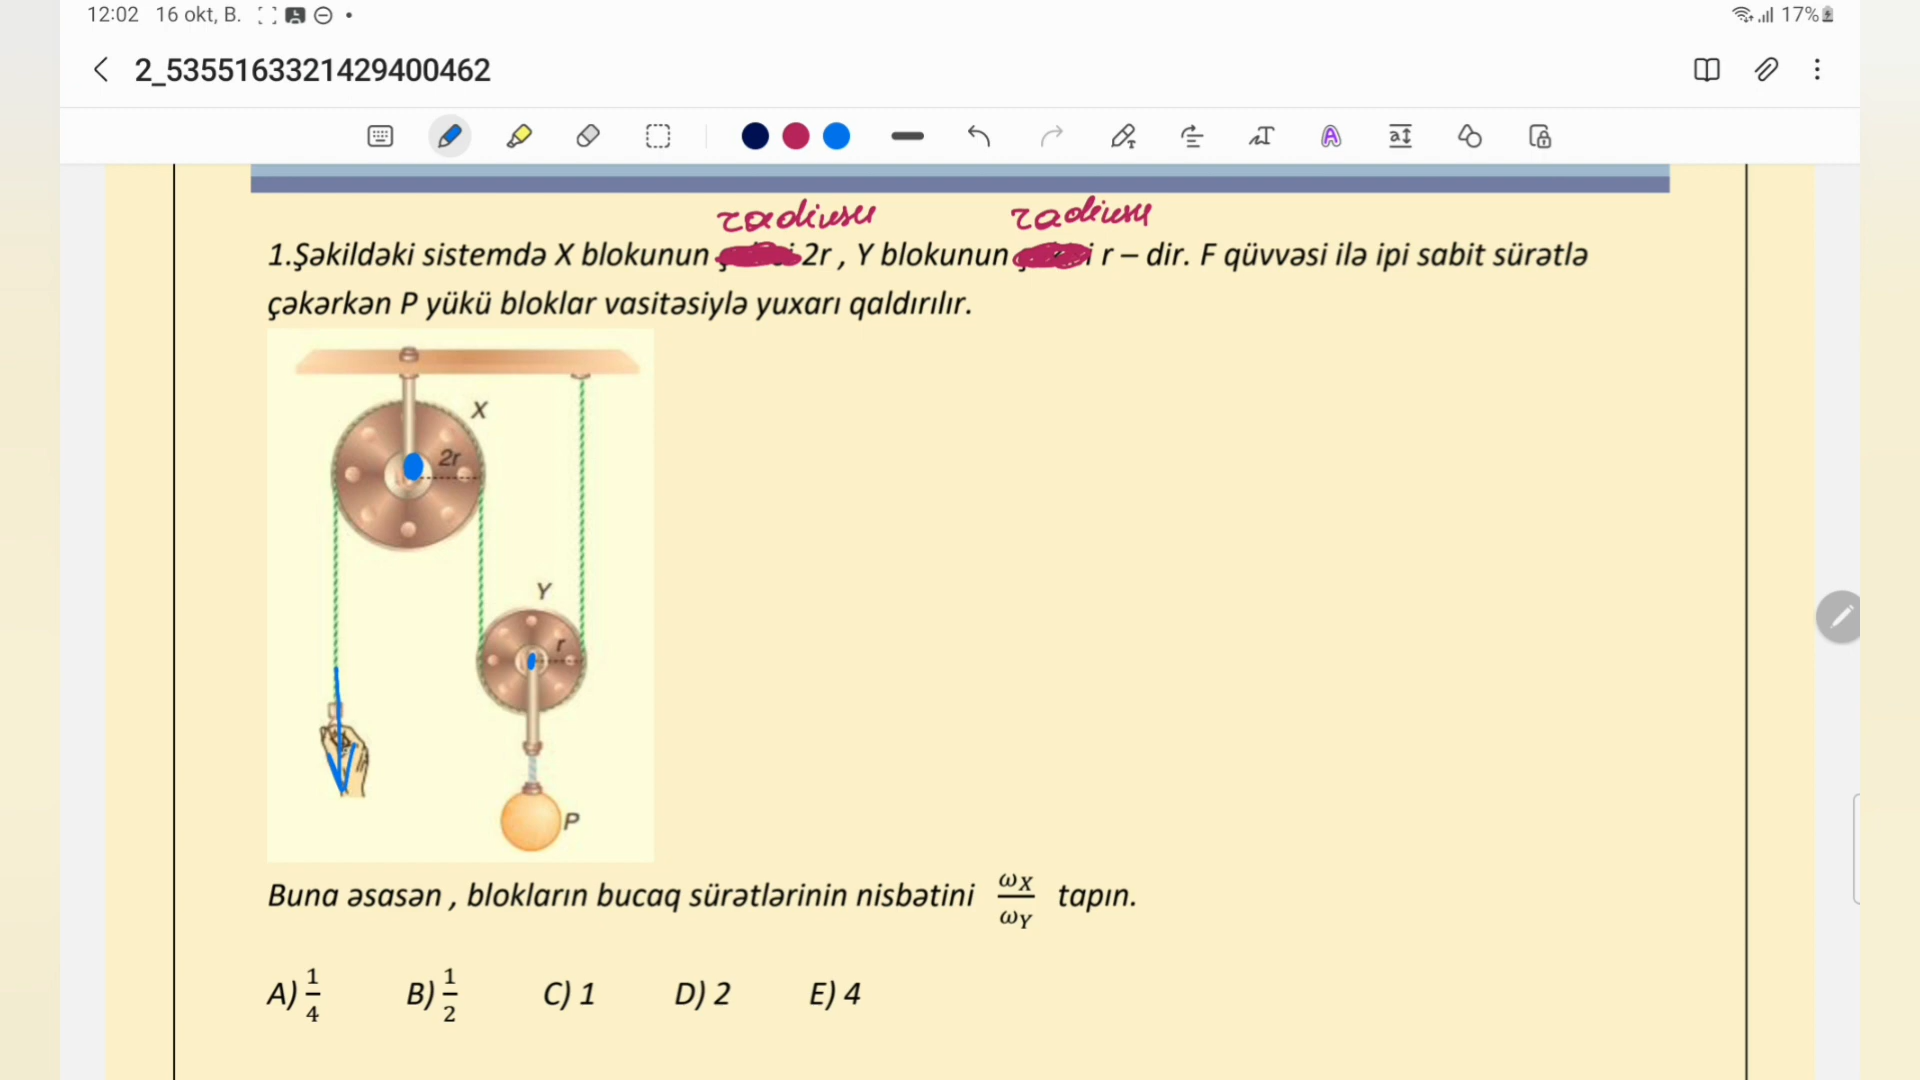 12:02 16 okt, B.
17%
2_5355163321429400462
radiusu radiusu
1.Şəkildəki sistemdə X blokunun 2r , Y blokunun i r – dir. F qüvvəsi ilə ipi sabit sürətlə
çəkərkən P yükü bloklar vasitəsiylə yuxarı qaldırılır.
X
2r
Y
r
P
Buna əsasən , blokların bucaq sürətlərinin nisbətini ωX/ωY tapın.
A) 1/4 B) 1/2 C) 1 D) 2 E) 4